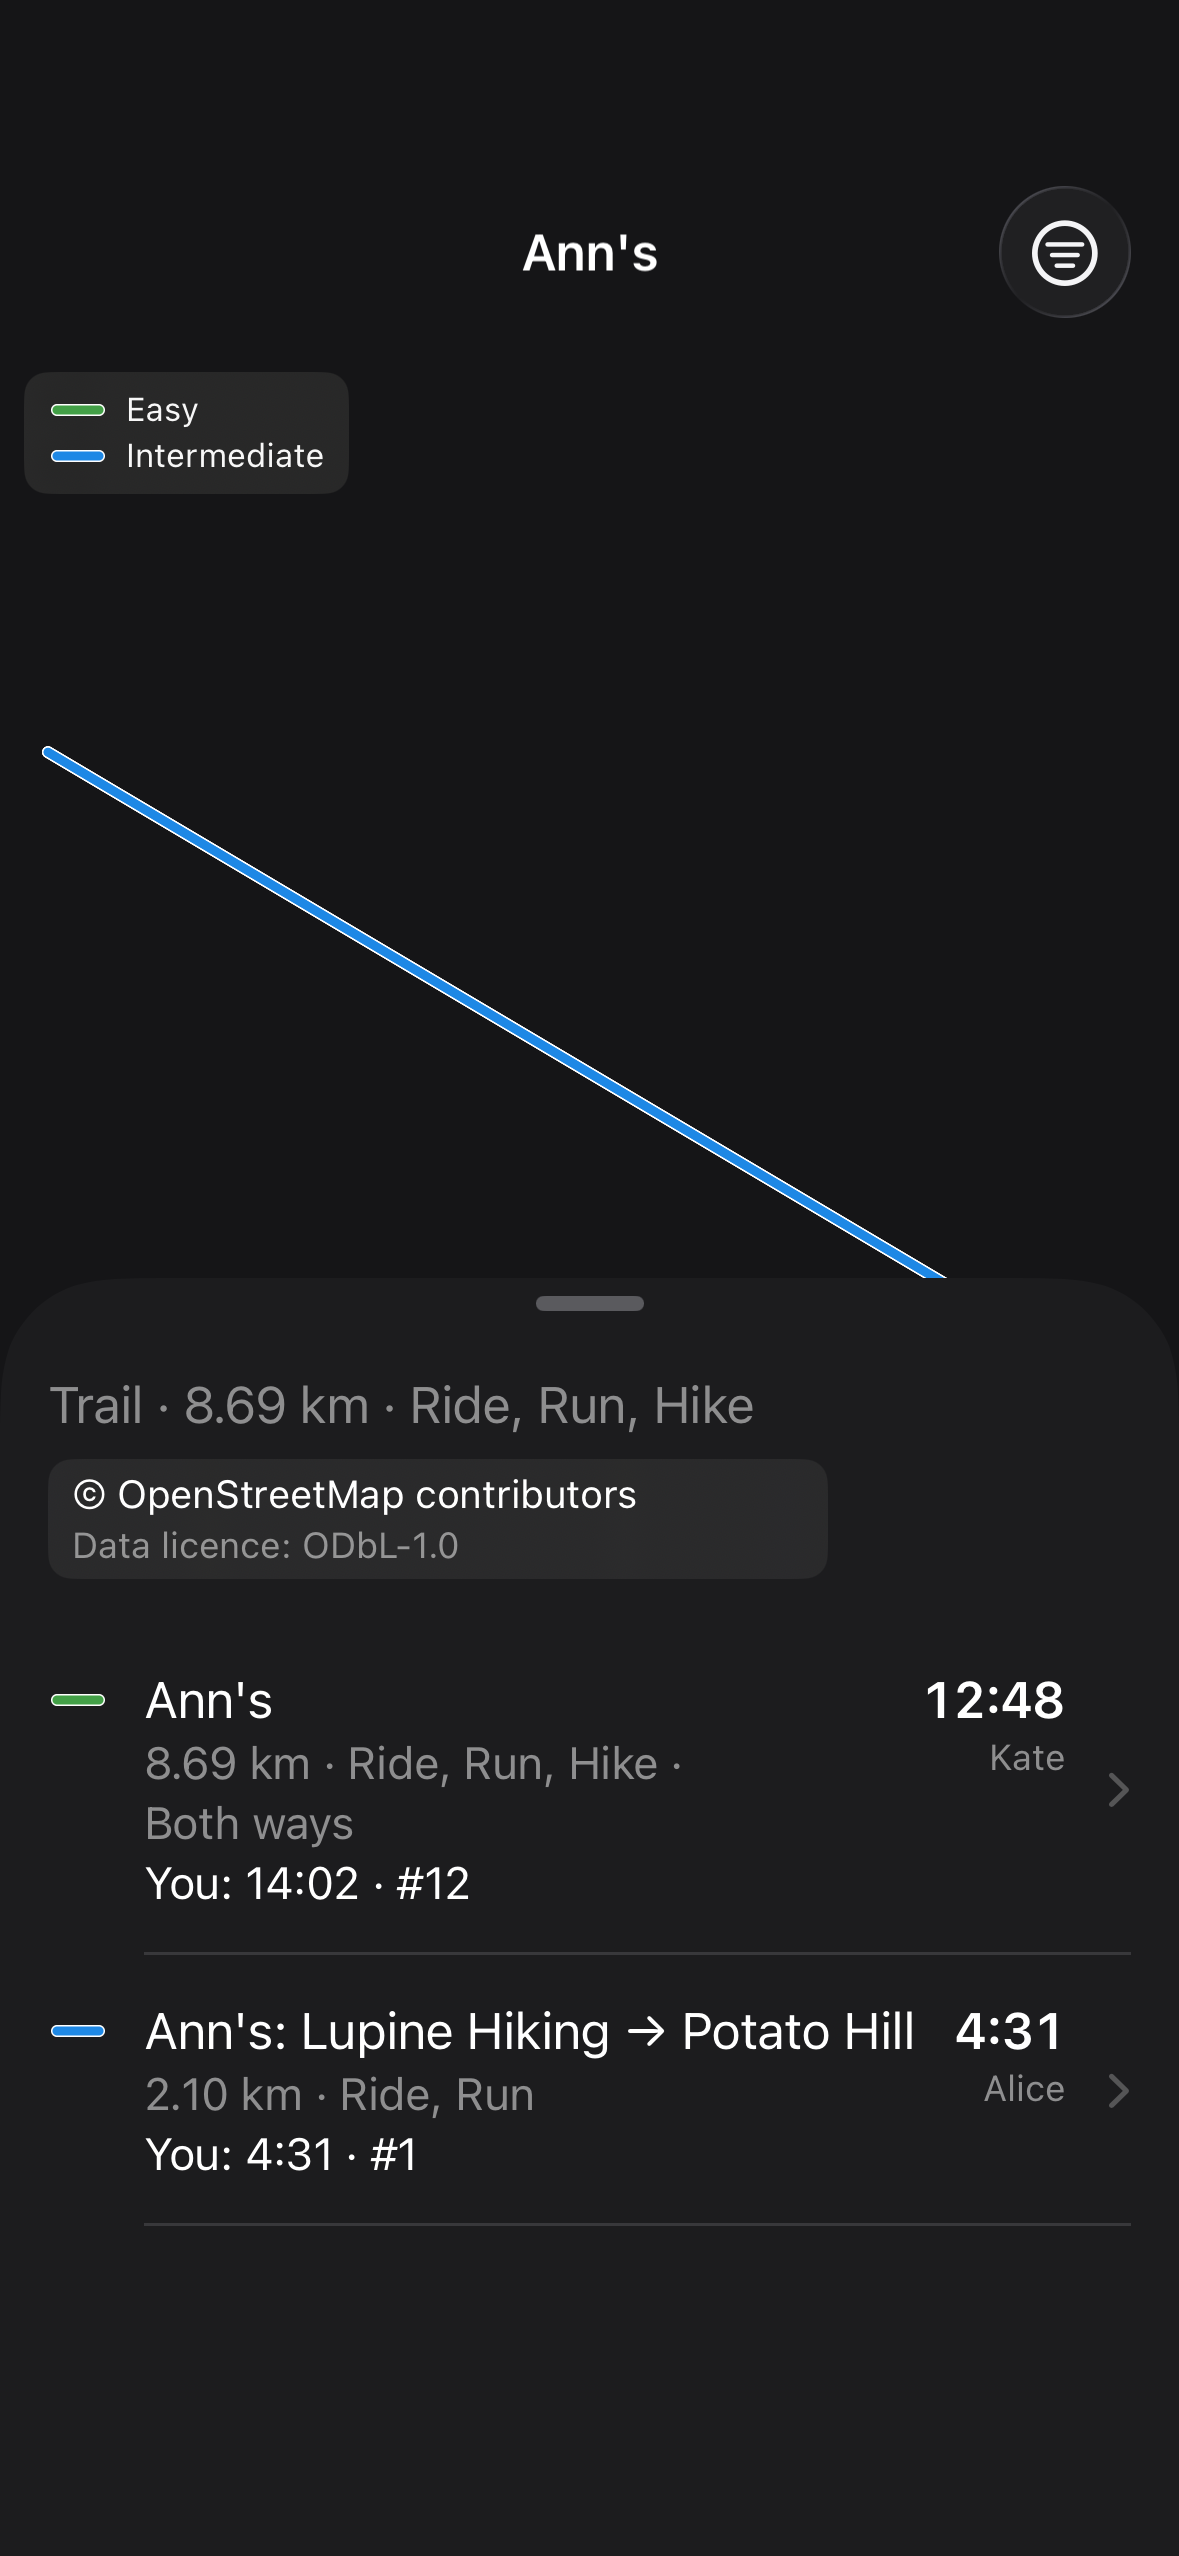 Ann's
Easy
Intermediate
Trail · 8.69 km · Ride, Run, Hike
© OpenStreetMap contributors
Data licence: ODbL-1.0
Ann's
12:48
8.69 km · Ride, Run, Hike ·
Kate
Both ways
You: 14:02 · #12
Ann's: Lupine Hiking → Potato Hill
4:31
2.10 km · Ride, Run
Alice
You: 4:31 · #1